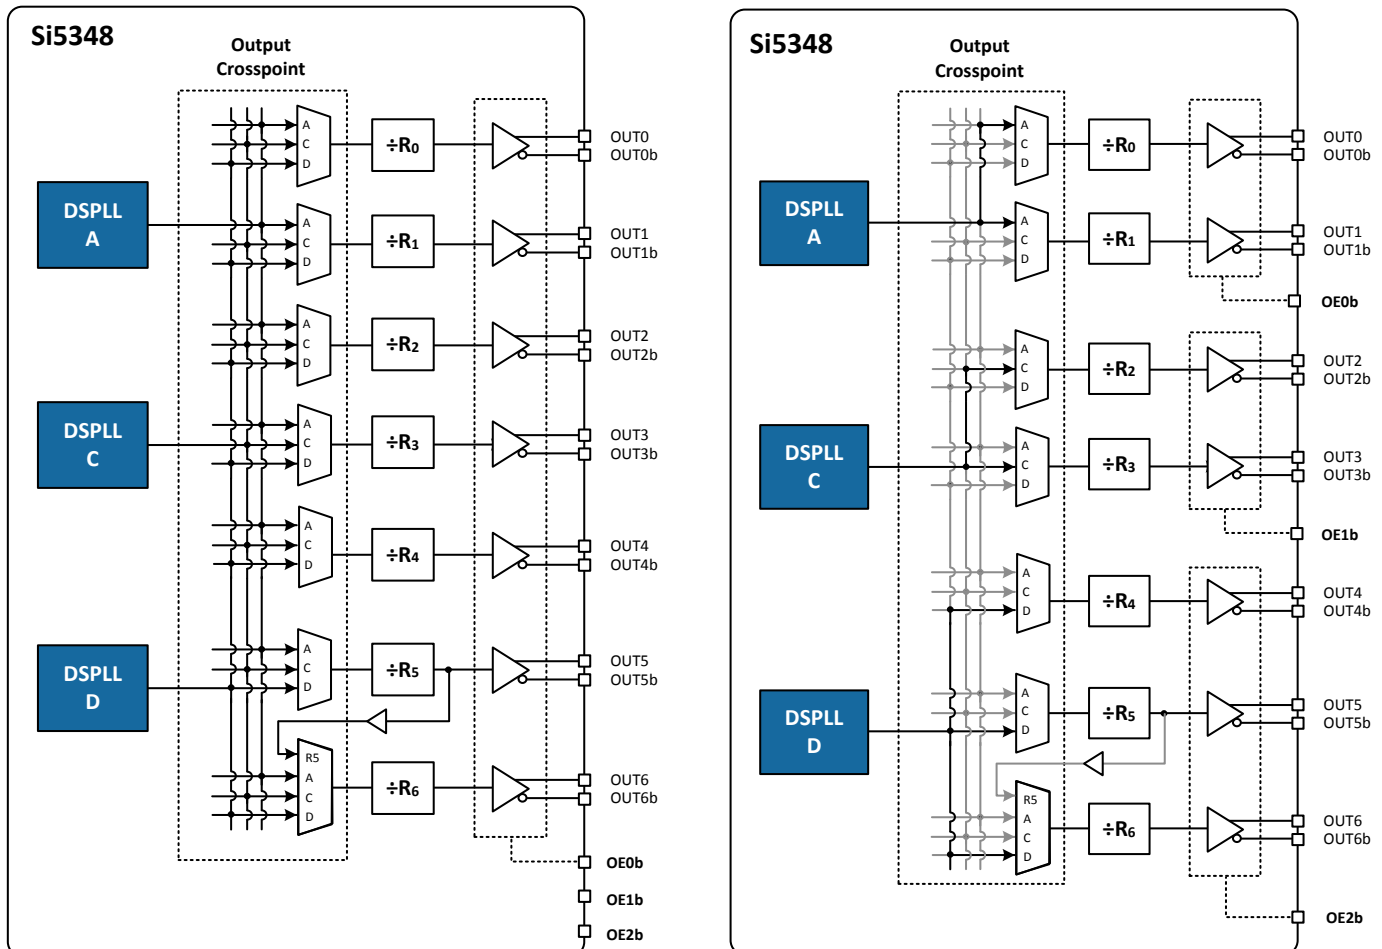 Si5348
Output
Crosspoint
A
C
D
÷R0
OUT0
OUT0b
DSPLL
A
A
C
D
÷R1
OUT1
OUT1b
A
C
D
÷R2
OUT2
OUT2b
DSPLL
C
A
C
D
÷R3
OUT3
OUT3b
A
C
D
÷R4
OUT4
OUT4b
DSPLL
D
A
C
D
÷R5
OUT5
OUT5b
R5
A
C
D
÷R6
OUT6
OUT6b
OE0b
OE1b
OE2b
Si5348
Output
Crosspoint
A
C
D
÷R0
OUT0
OUT0b
DSPLL
A
A
C
D
÷R1
OUT1
OUT1b
OE0b
A
C
D
÷R2
OUT2
OUT2b
DSPLL
C
A
C
D
÷R3
OUT3
OUT3b
OE1b
A
C
D
÷R4
OUT4
OUT4b
DSPLL
D
A
C
D
÷R5
OUT5
OUT5b
R5
A
C
D
÷R6
OUT6
OUT6b
OE2b